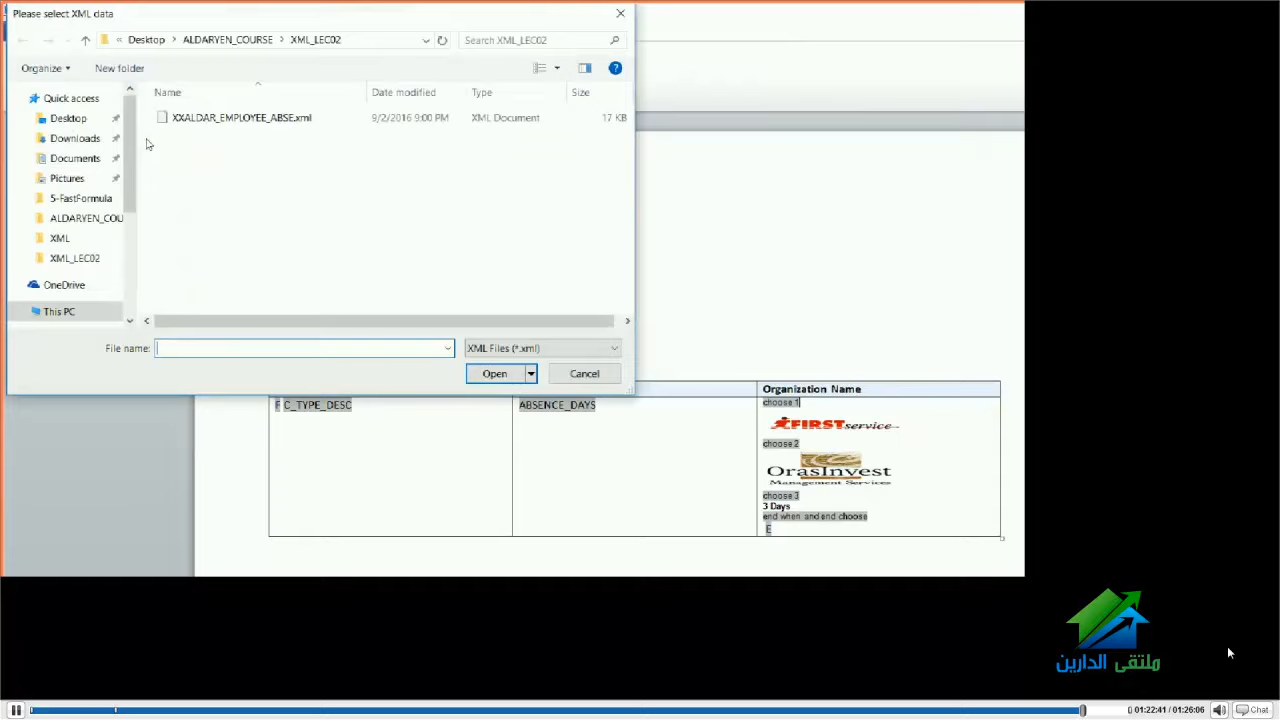 Please select XML data
« Desktop > ALDARYEN_COURSE > XML_LEC02
Search XML_LEC02
Organize
New folder
Name
Date modified
Type
Size
Quick access
XXALDAR_EMPLOYEE_ABSE.xml
9/2/2016 9:00 PM
XML Document
17 KB
Desktop
Downloads
Documents
Pictures
5-FastFormula
ALDARYEN_COU
XML
XML_LEC02
OneDrive
This PC
File name:
XML Files (*.xml)
Open
Cancel
Organization Name
F C_TYPE_DESC
ABSENCE_DAYS
choose 1
FIRSTservice
choose 2
OrasInvest
Management Services
choose 3
3 Days
end when and end choose
E
ملتقى الدارين
01:22:41 / 01:26:06
Chat